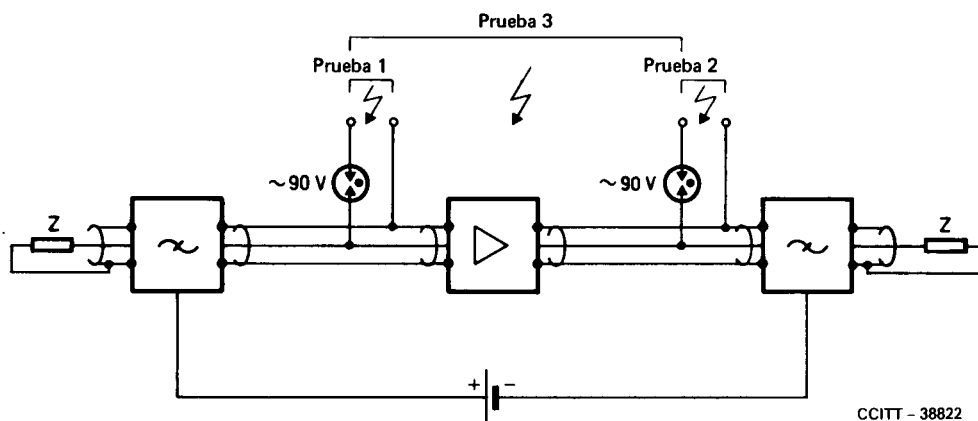 Prueba 3
Prueba 1
Prueba 2
~ 90 V
~ 90 V
Z
Z
+
−
CCITT – 38822